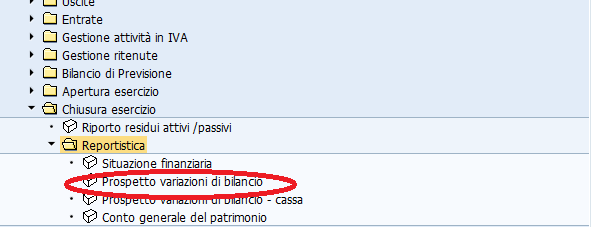 Uscite
Entrate
Gestione attività in IVA
Gestione ritenute
Bilancio di Previsione
Apertura esercizio
Chiusura esercizio
Riporto residui attivi /passivi
Reportistica
Situazione finanziaria
Prospetto variazioni di bilancio
Prospetto variazioni di bilancio - cassa
Conto generale del patrimonio